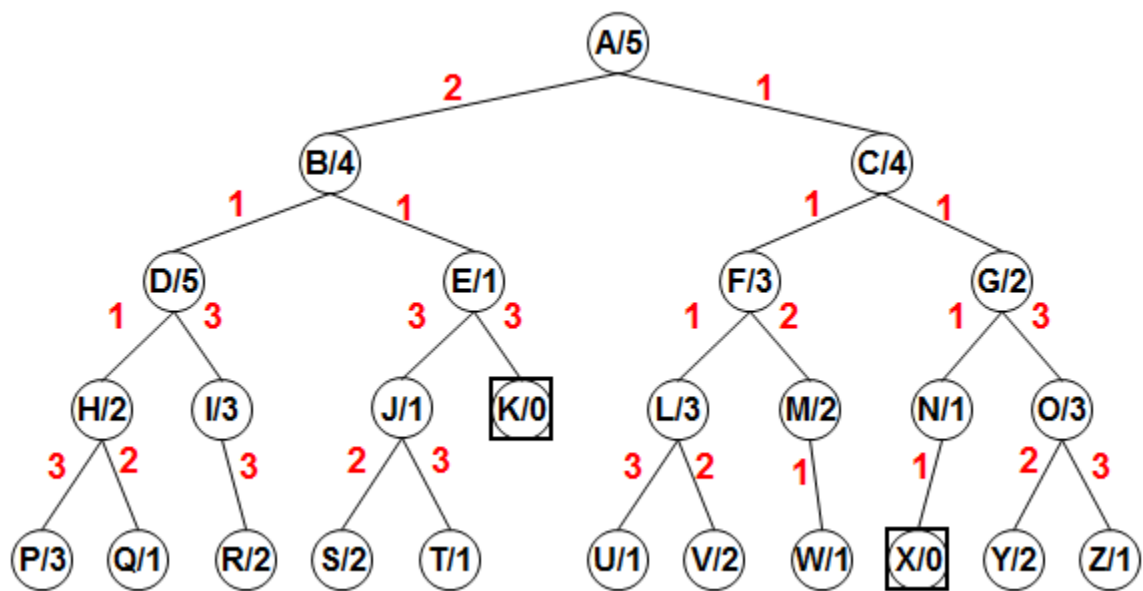 A/5
2 1
B/4 C/4
1 1 1 1
D/5 E/1 F/3 G/2
1 3 3 3 1 2 1 3
H/2 I/3 J/1 K/0 L/3 M/2 N/1 O/3
3 2 3 2 3 3 2 1 1 2 3
P/3 Q/1 R/2 S/2 T/1 U/1 V/2 W/1 X/0 Y/2 Z/1